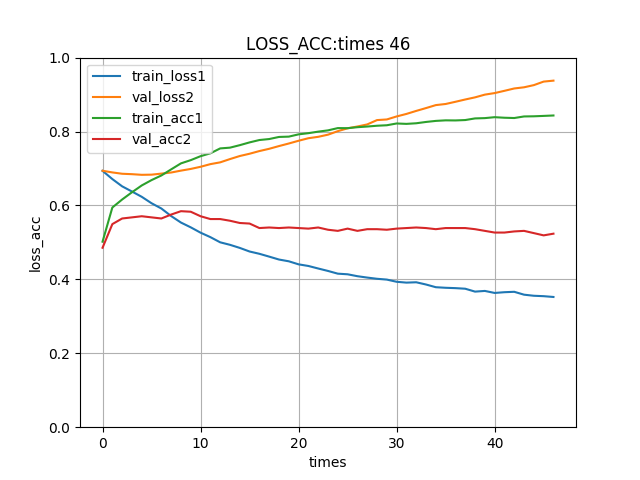 LOSS_ACC:times 46
1.0
0.8
0.6
0.4
0.2
0.0
loss_acc
train_loss1
val_loss2
train_acc1
val_acc2
0 10 20 30 40
times